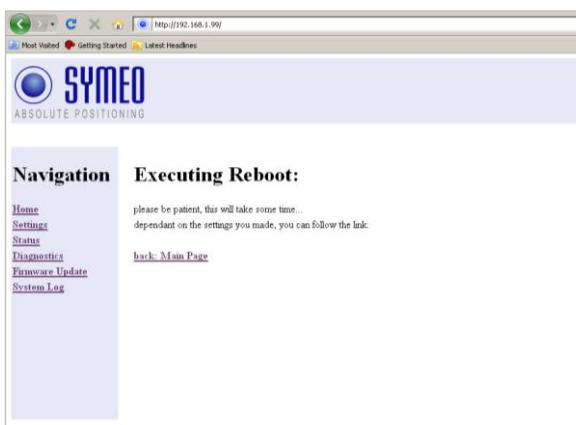 http://192.168.1.99/
Most Visited Getting Started Latest Headlines
SYMEO
ABSOLUTE POSITIONING
Navigation
Home
Settings
Status
Diagnostics
Firmware Update
System Log
Executing Reboot:
please be patient, this will take some time...
dependant on the settings you made, you can follow the link:
back: Main Page